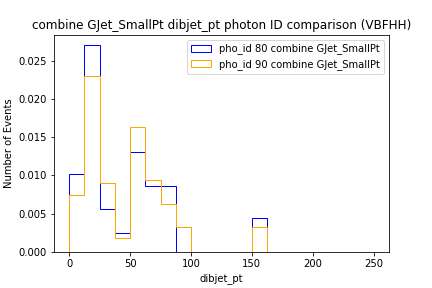 combine GJet_SmallPt dibjet_pt photon ID comparison (VBFHH)
pho_id 80 combine GJet_SmallPt
pho_id 90 combine GJet_SmallPt
Number of Events
0.025
0.020
0.015
0.010
0.005
0.000
0 50 100 150 200 250
dibjet_pt